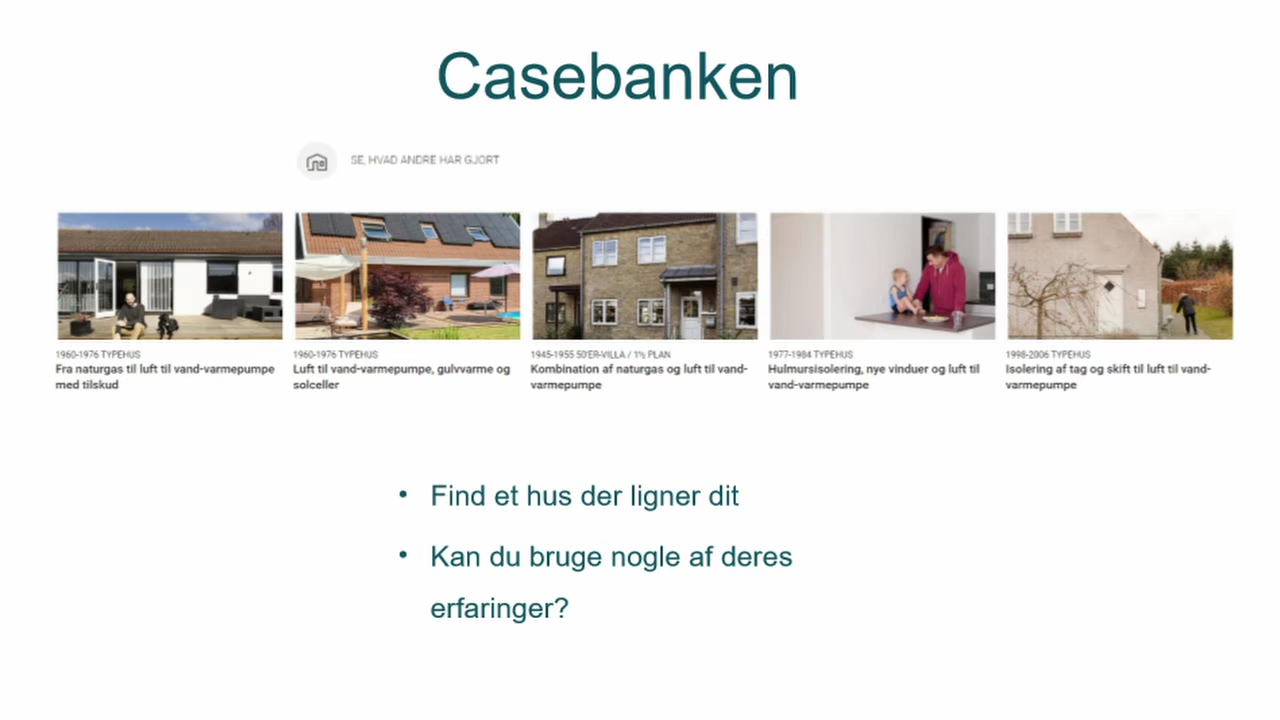 Casebanken
SE, HVAD ANDRE HAR GJORT
1960-1976 TYPEHUS
Fra naturgas til luft til vand-varmepumpe
med tilskud
1960-1976 TYPEHUS
Luft til vand-varmepumpe, gulvvarme og
solceller
1945-1955 50'ER-VILLA / 1½ PLAN
Kombination af naturgas og luft til vand-
varmepumpe
1977-1984 TYPEHUS
Hulmursisolering, nye vinduer og luft til
vand-varmepumpe
1998-2006 TYPEHUS
Isolering af tag og skift til luft til vand-
varmepumpe
• Find et hus der ligner dit
• Kan du bruge nogle af deres
erfaringer?